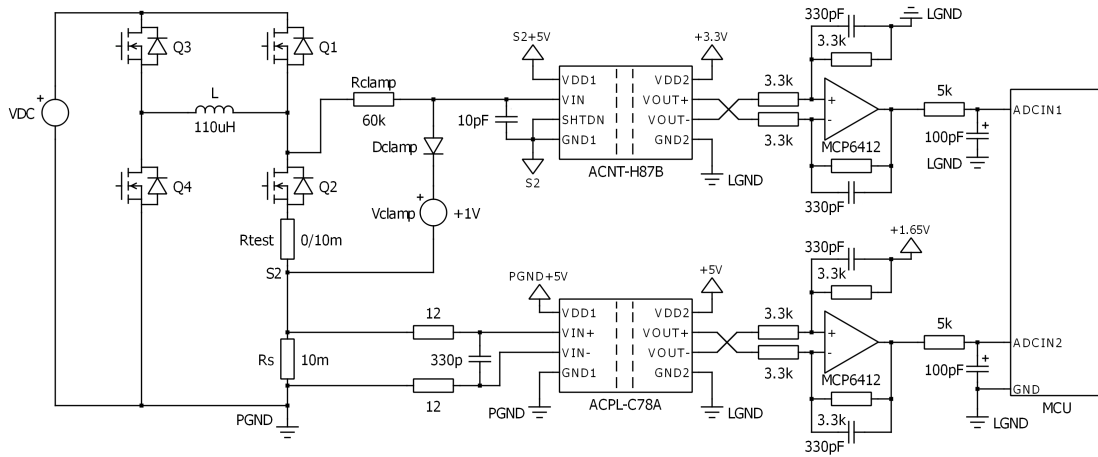 330pF
LGND
3.3k
S2+5V
+3.3V
Q3
Q1
VDD1
VDD2
L
Rclamp
3.3k
+
5k
VDC
+
VIN
VOUT+
ADCIN1
110uH
60k
10pF
SHTDN
VOUT-
-
+
GND1
GND2
3.3k
MCP6412
100pF
Dclamp
ACNT-H87B
LGND
LGND
Q4
Q2
S2
330pF
+
Vclamp
+1V
Rtest
0/10m
+1.65V
330pF
S2
PGND+5V
+5V
3.3k
VDD1
VDD2
12
3.3k
+
5k
VIN+
VOUT+
ADCIN2
Rs
10m
330p
VIN-
VOUT-
-
+
GND1
GND2
3.3k
MCP6412
100pF
GND
12
ACPL-C78A
MCU
PGND
PGND
LGND
3.3k
LGND
330pF